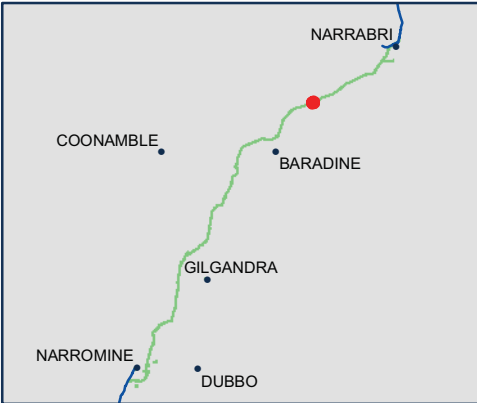 NARRABRI
COONAMBLE
BARADINE
GILGANDRA
NARROMINE
DUBBO